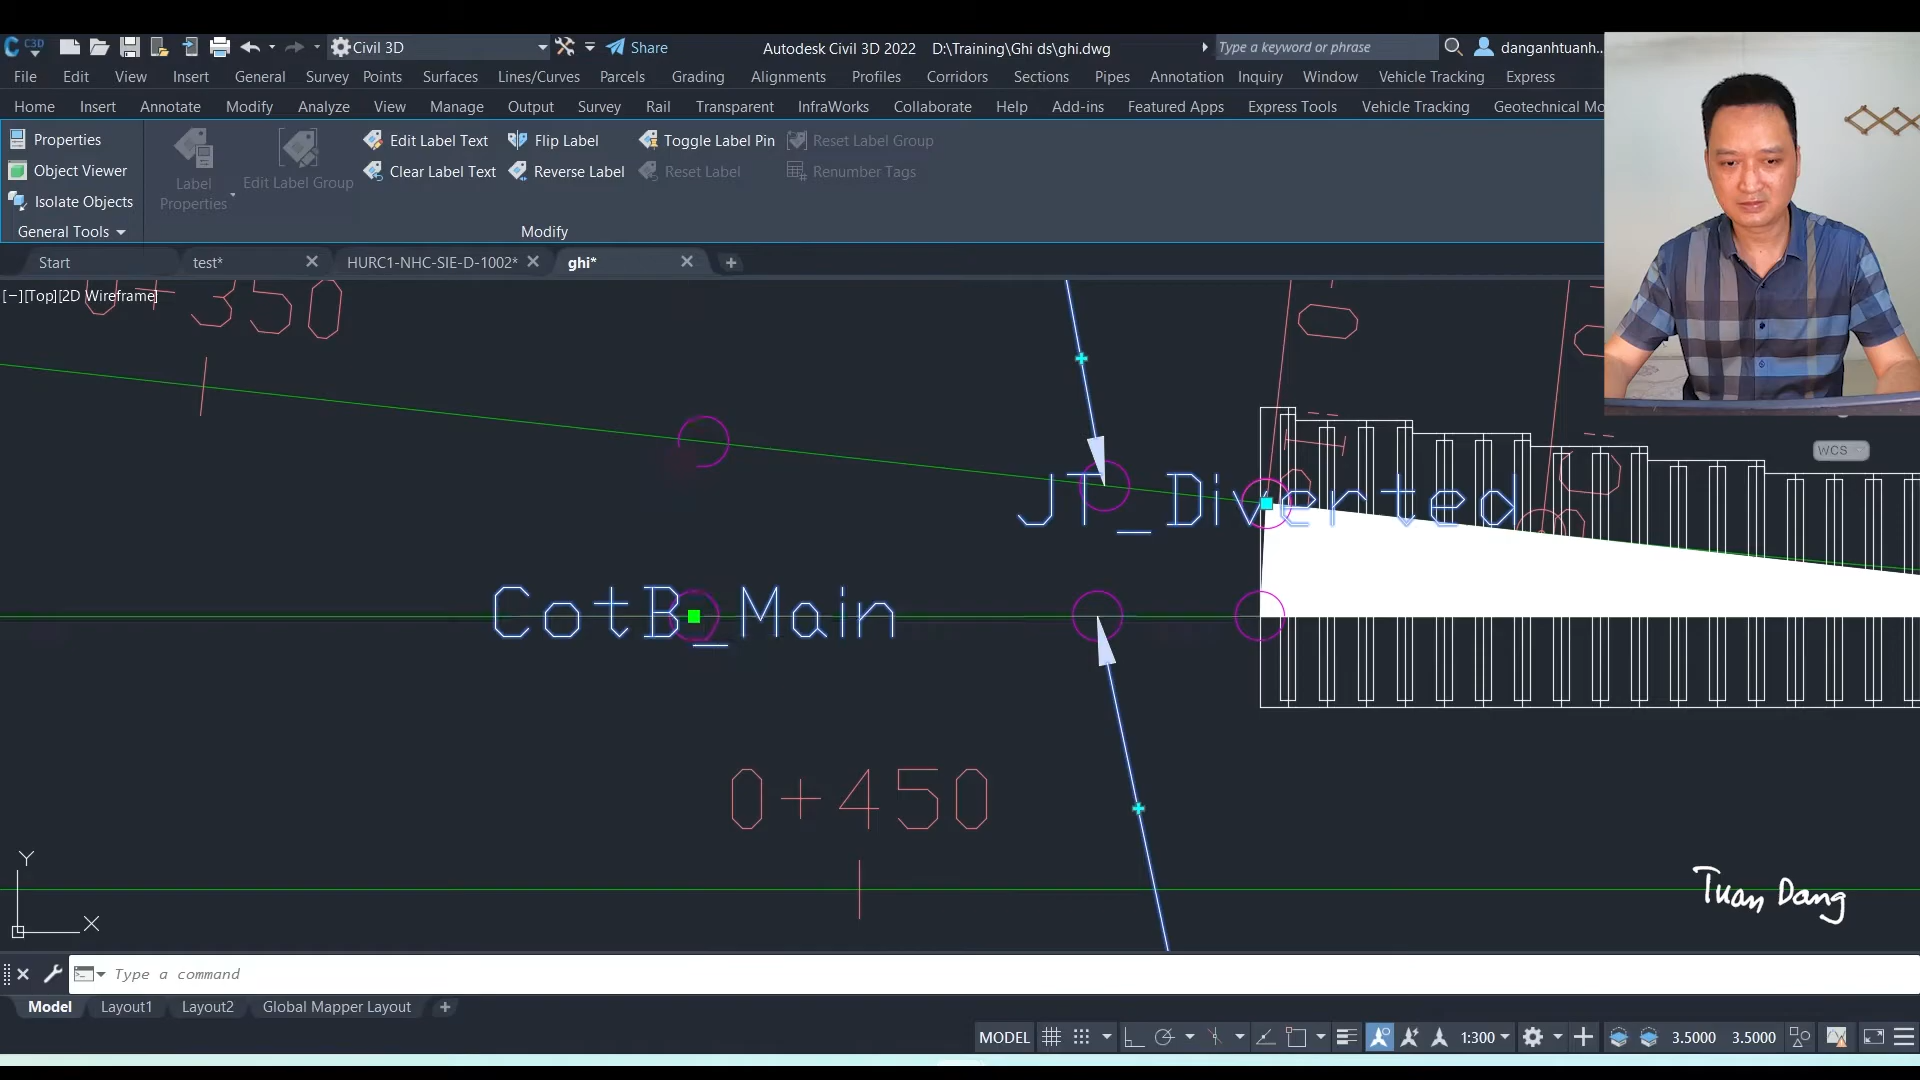 C3D Civil 3D Share Autodesk Civil 3D 2022 D:\Training\Ghi ds\ghi.dwg Type a keyword or phrase danganhtuanh...
File Edit View Insert General Survey Points Surfaces Lines/Curves Parcels Grading Alignments Profiles Corridors Sections Pipes Annotation Inquiry Window Vehicle Tracking Express
Home Insert Annotate Modify Analyze View Manage Output Survey Rail Transparent InfraWorks Collaborate Help Add-ins Featured Apps Express Tools Vehicle Tracking Geotechnical Mo
Properties
Object Viewer
Isolate Objects
General Tools
Label Properties
Edit Label Group
Edit Label Text Flip Label Toggle Label Pin Reset Label Group
Clear Label Text Reverse Label Reset Label Renumber Tags
Modify
Start test* HURC1-NHC-SIE-D-1002* ghi*
[−][Top][2D Wireframe]
0+350
WCS
JT_Diverted
CotB_Main
0+450
Y
X
Tuan Dang
Type a command
Model Layout1 Layout2 Global Mapper Layout
MODEL 1:300 3.5000 3.5000